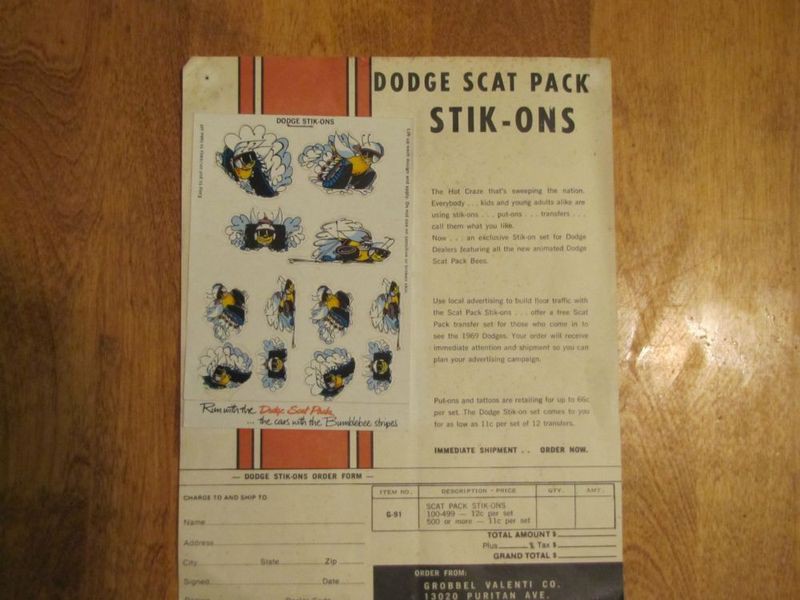 DODGE SCAT PACK
STIK-ONS
DODGE STIK-ONS
The Hot Craze that's sweeping the nation.
Everybody . . . kids and young adults alike are
using stik-ons . . . put-ons . . . transfers . . .
call them what you like.
Now . . . an exclusive Stik-on set for Dodge
Dealers featuring all the new animated Dodge
Scat Pack Bees.
Use local advertising to build floor traffic with
the Scat Pack Stik-ons . . . offer a free Scat
Pack transfer set for those who come in to
see the 1969 Dodges. Your order will receive
immediate attention and shipment so you can
plan your advertising campaign.
Put-ons and tattoos are retailing for up to 66c
per set. The Dodge Stik-on set comes to you
for as low as 11c per set of 12 transfers.
IMMEDIATE SHIPMENT . . ORDER NOW.
Run with the Dodge Scat Pack
... the cars with the Bumblebee stripes
— DODGE STIK-ONS ORDER FORM —
CHARGE TO AND SHIP TO
Name
Address
City State Zip
Signed Date
ITEM NO. DESCRIPTION - PRICE QTY. AMT.
G-91
SCAT PACK STIK-ONS
100-499 — 12c per set
500 or more — 11c per set
TOTAL AMOUNT $
Plus % Tax $
GRAND TOTAL $
ORDER FROM:
GROBBEL VALENTI CO.
13020 PURITAN AVE.